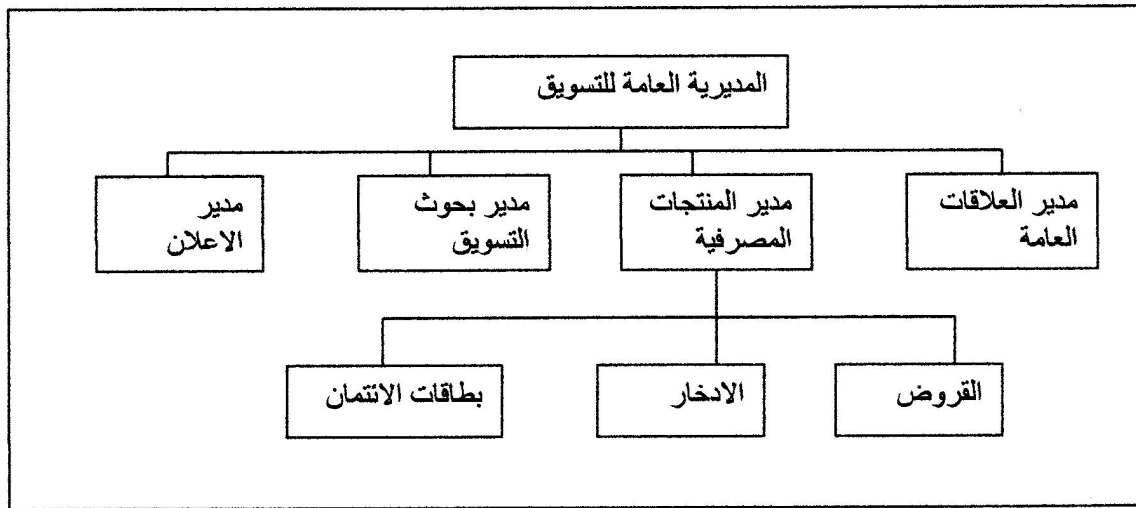 المديرية العامة للتسويق
مدير العلاقات
العامة
مدير المنتجات
المصرفية
مدير بحوث
التسويق
مدير
الاعلان
القروض
الادخار
بطاقات الائتمان